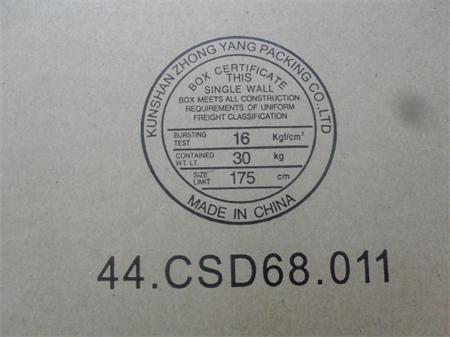 KUNSHAN ZHONG YANG PACKING CO.,LTD
BOX CERTIFICATE
THIS
SINGLE WALL
BOX MEETS ALL CONSTRUCTION
REQUIREMENTS OF UNIFORM
FREIGHT CLASSIFICATION
BURSTING TEST 16 Kgf/cm²
CONTAINED WT. LT. 30 kg
SIZE LIMIT 175 cm
MADE IN CHINA
44.CSD68.011